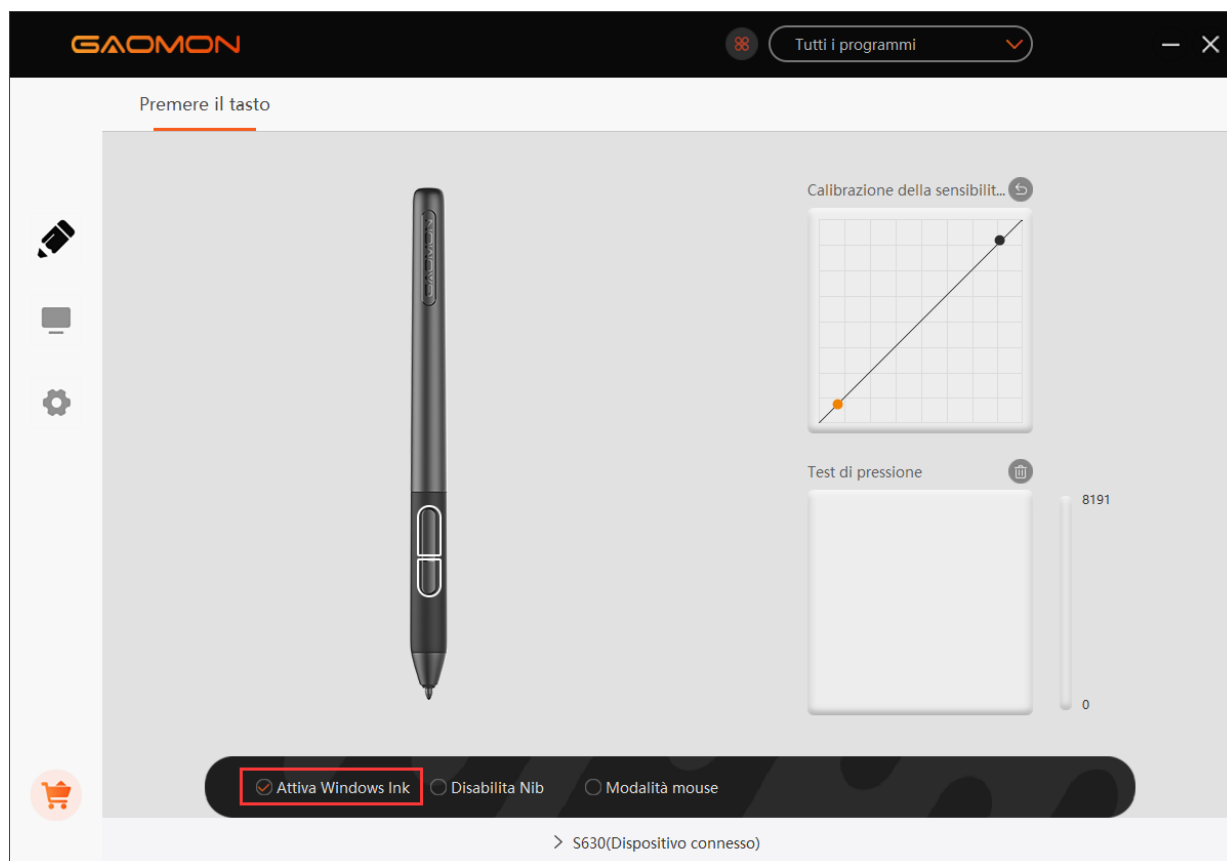 GAOMON
Tutti i programmi
Premere il tasto
Calibrazione della sensibilit...
GAOMON
Test di pressione
8191
0
Attiva Windows Ink
Disabilita Nib
Modalità mouse
S630(Dispositivo connesso)